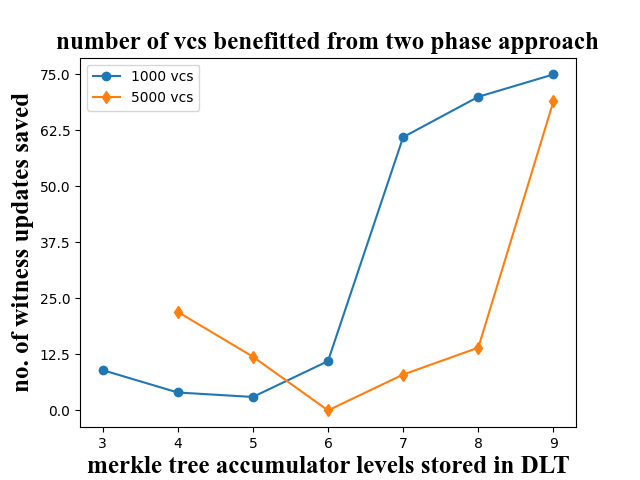 number of vcs benefitted from two phase approach
1000 vcs
5000 vcs
no. of witness updates saved
75.0
62.5
50.0
37.5
25.0
12.5
0.0
3 4 5 6 7 8 9
merkle tree accumulator levels stored in DLT